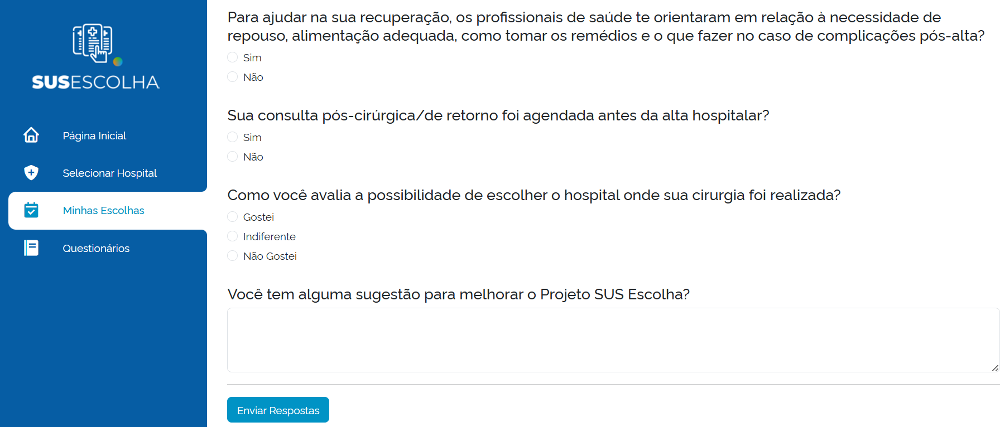 SUSESCOLHA
Página Inicial
Selecionar Hospital
Minhas Escolhas
Questionários
Para ajudar na sua recuperação, os profissionais de saúde te orientaram em relação à necessidade de
repouso, alimentação adequada, como tomar os remédios e o que fazer no caso de complicações pós-alta?
Sim
Não
Sua consulta pós-cirúrgica/de retorno foi agendada antes da alta hospitalar?
Sim
Não
Como você avalia a possibilidade de escolher o hospital onde sua cirurgia foi realizada?
Gostei
Indiferente
Não Gostei
Você tem alguma sugestão para melhorar o Projeto SUS Escolha?
Enviar Respostas